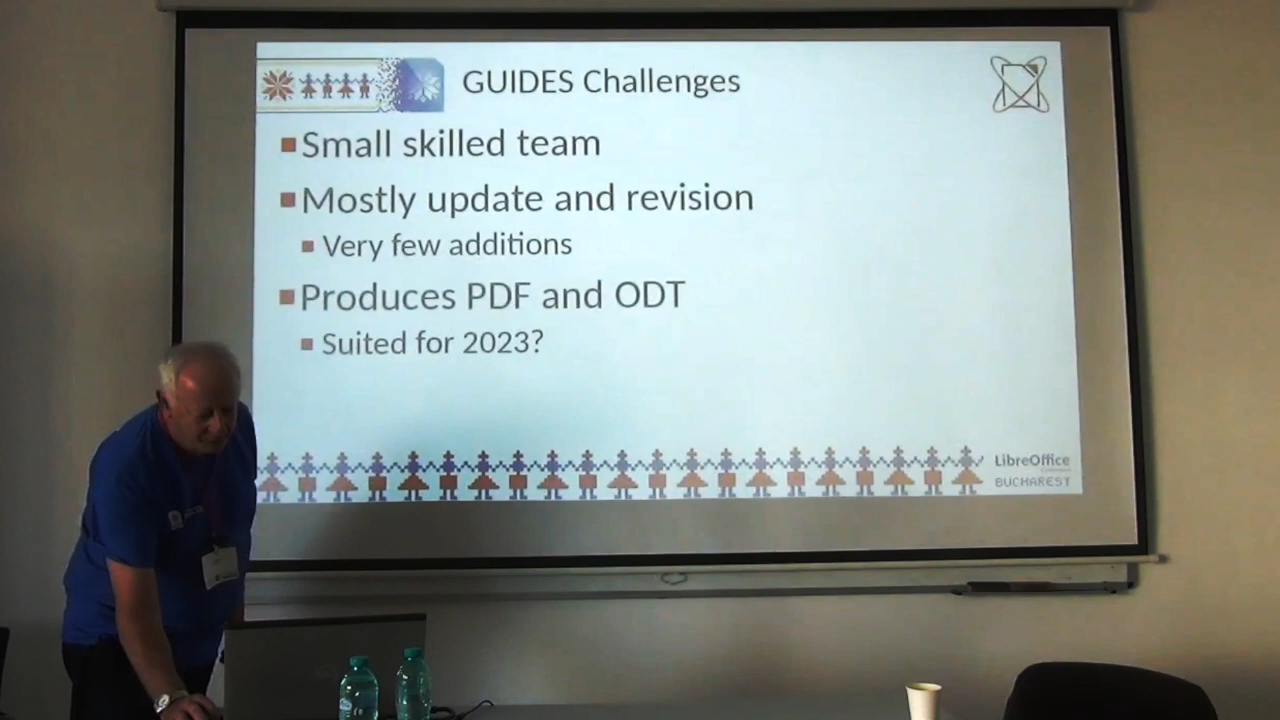 GUIDES Challenges
Small skilled team
Mostly update and revision
Very few additions
Produces PDF and ODT
Suited for 2023?
LibreOffice
BUCHAREST